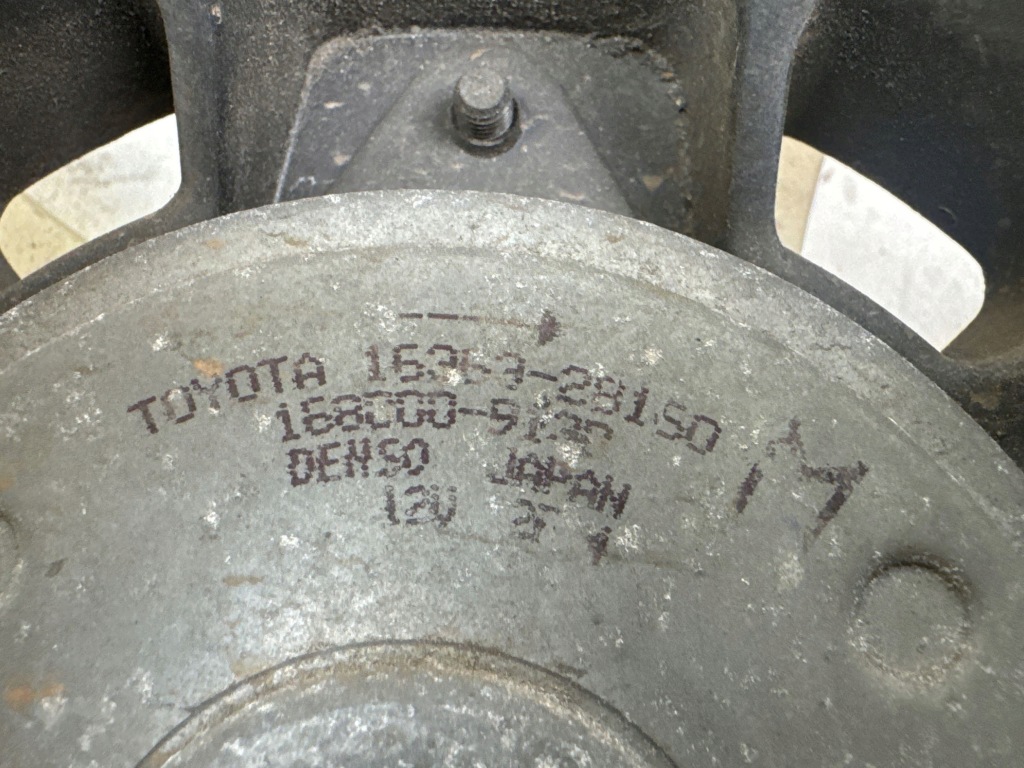 TOYOTA 16363-28150
168000-9130
DENSO JAPAN
12V
M